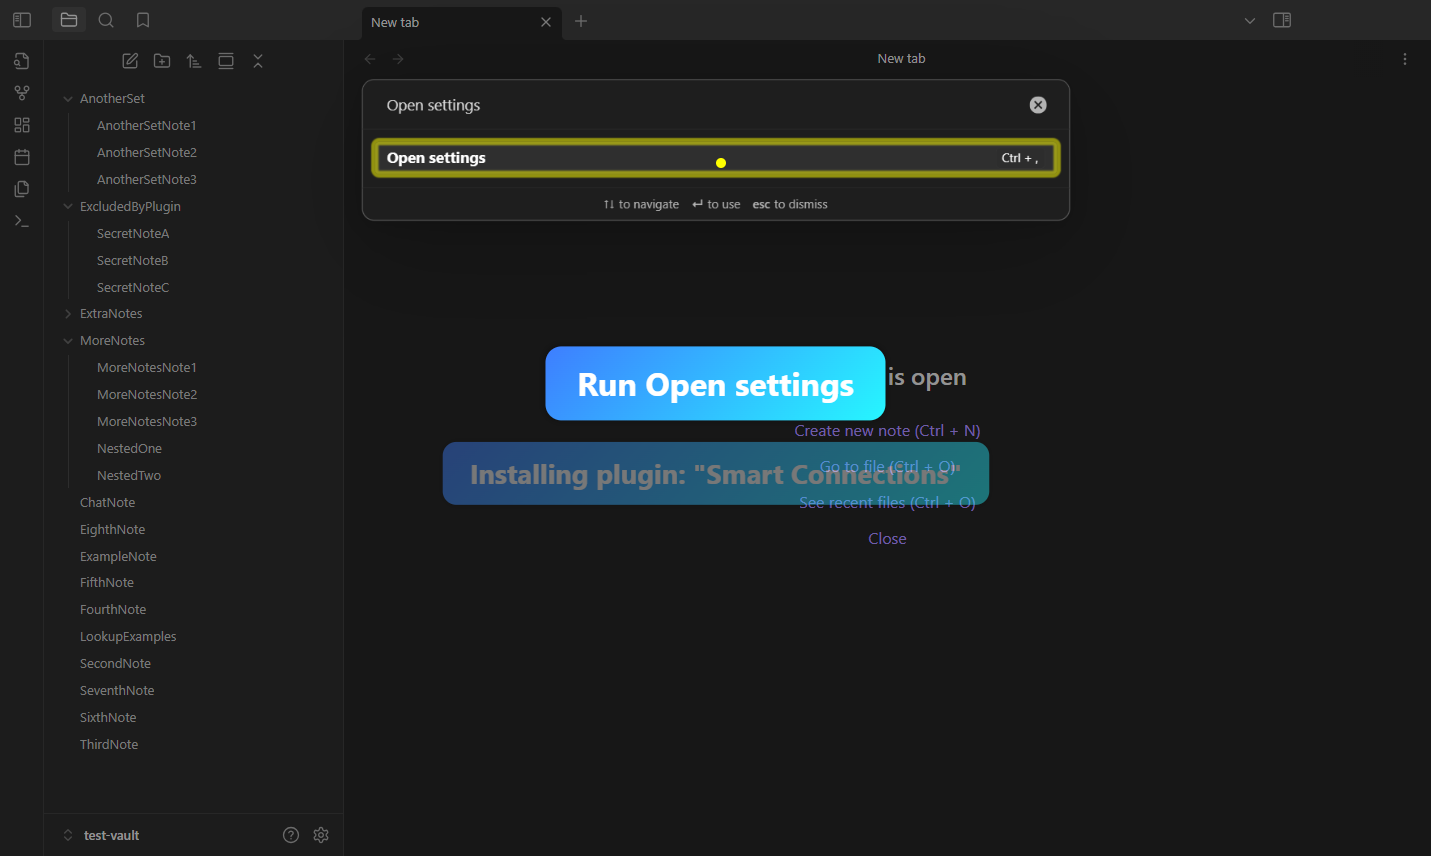 New tab
New tab
Open settings
Open settings Ctrl + ,
↑↓ to navigate ↵ to use esc to dismiss
AnotherSet
AnotherSetNote1
AnotherSetNote2
AnotherSetNote3
ExcludedByPlugin
SecretNoteA
SecretNoteB
SecretNoteC
ExtraNotes
MoreNotes
MoreNotesNote1
MoreNotesNote2
MoreNotesNote3
NestedOne
NestedTwo
ChatNote
EighthNote
ExampleNote
FifthNote
FourthNote
LookupExamples
SecondNote
SeventhNote
SixthNote
ThirdNote
test-vault
Run Open settings
is open
Create new note (Ctrl + N)
Installing plugin: "Smart Connections"
Go to file (Ctrl + O)
See recent files (Ctrl + O)
Close